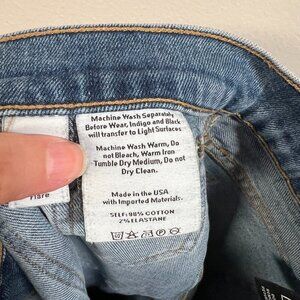 Machine Wash Separately
Before Wear, Indigo and Black
will transfer to Light Surfaces
Machine Wash Warm, Do
not Bleach, Warm Iron
Tumble Dry Medium, Do not
Dry Clean.
Made in the USA
with Imported Materials.
SELF: 98% COTTON
2% ELASTANE
Flare